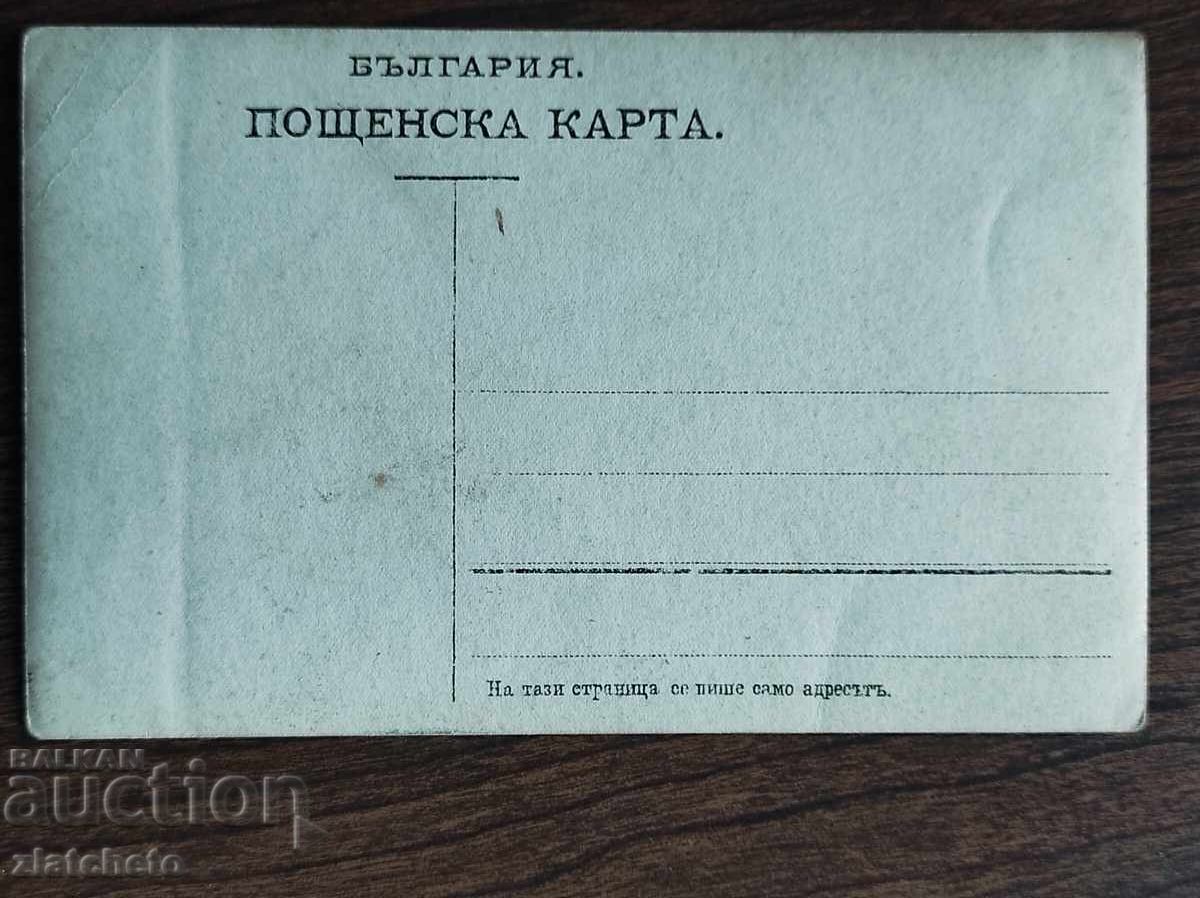 БЪЛГАРИЯ.
ПОЩЕНСКА КАРТА.
На тази страница се пише само адресътъ.
BALKAN
auction
zlatcheto